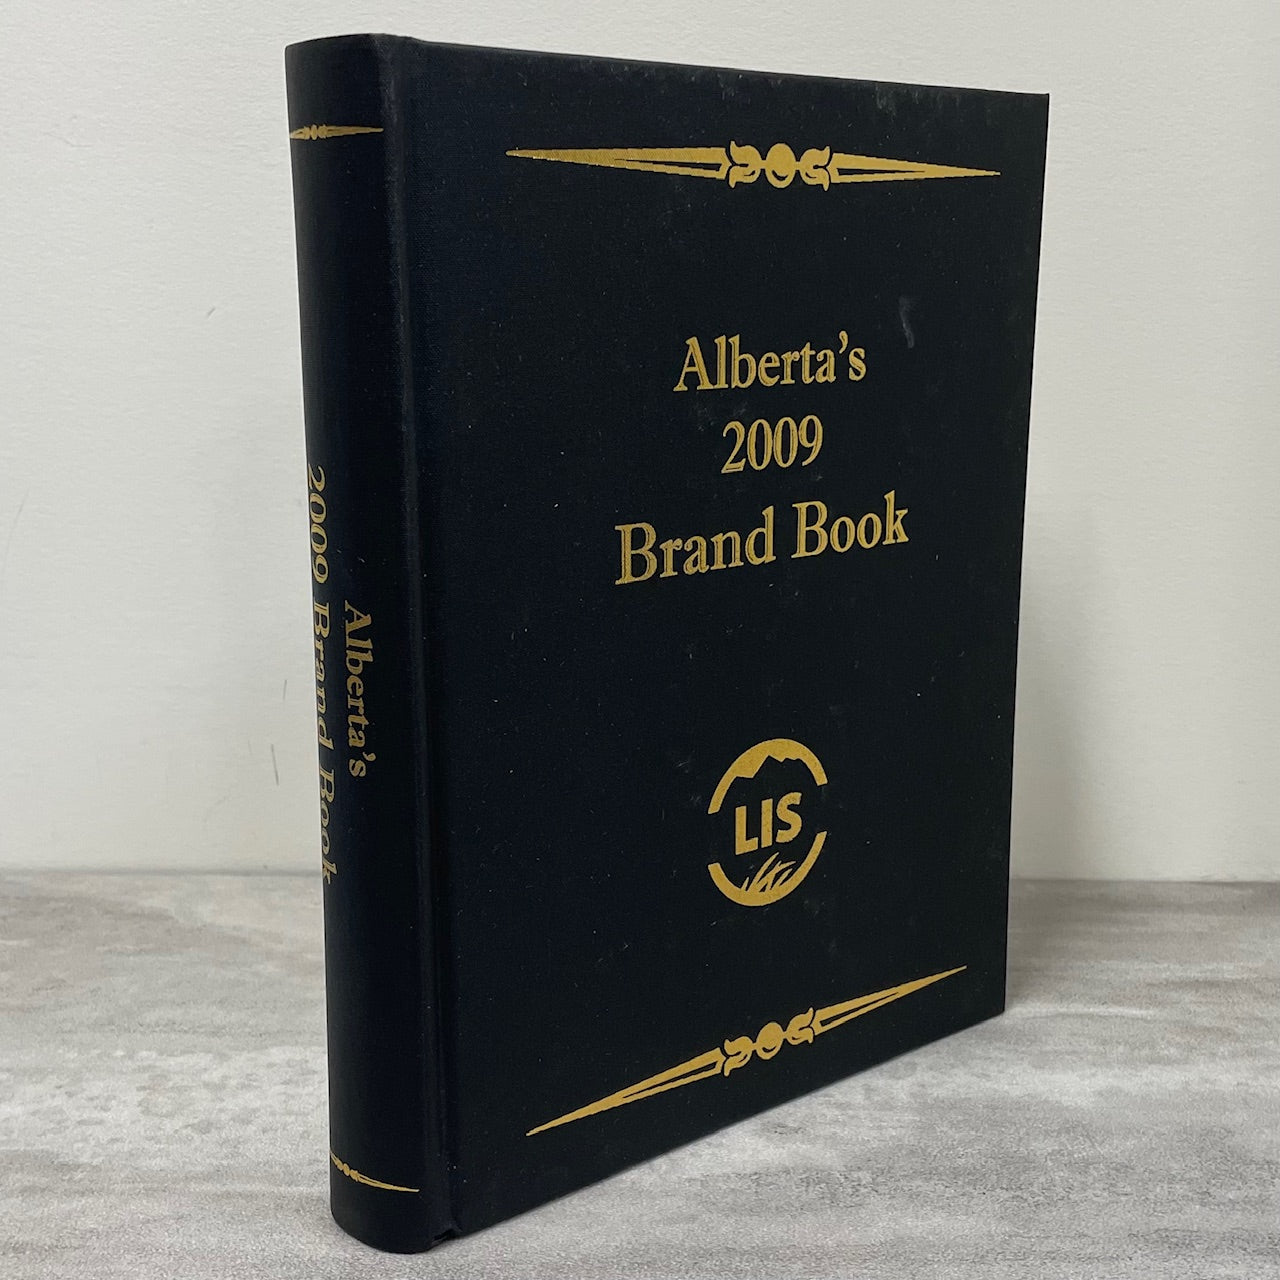 Alberta's
2009
Brand Book
LIS
Alberta's
2009 Brand Book